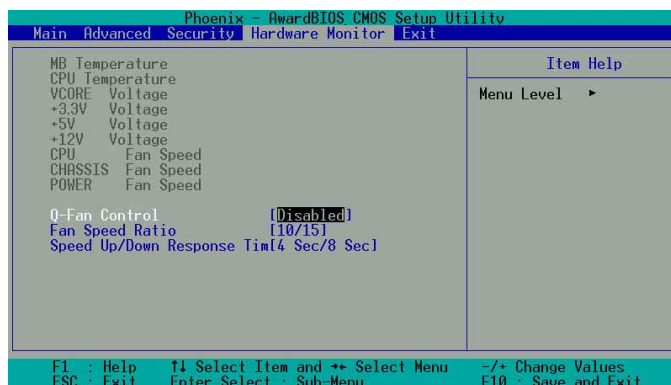 Phoenix - AwardBIOS CMOS Setup Utility
Main Advanced Security Hardware Monitor Exit
MB Temperature
CPU Temperature
VCORE Voltage
+3.3V Voltage
+5V Voltage
+12V Voltage
CPU Fan Speed
CHASSIS Fan Speed
POWER Fan Speed
Q-Fan Control [Disabled]
Fan Speed Ratio [10/15]
Speed Up/Down Response Tim[4 Sec/8 Sec]
Item Help
Menu Level ►
F1 : Help ↑↓ Select Item and ↔ Select Menu -/+ Change Values
ESC : Exit Enter Select : Sub-Menu F10 : Save and Exit